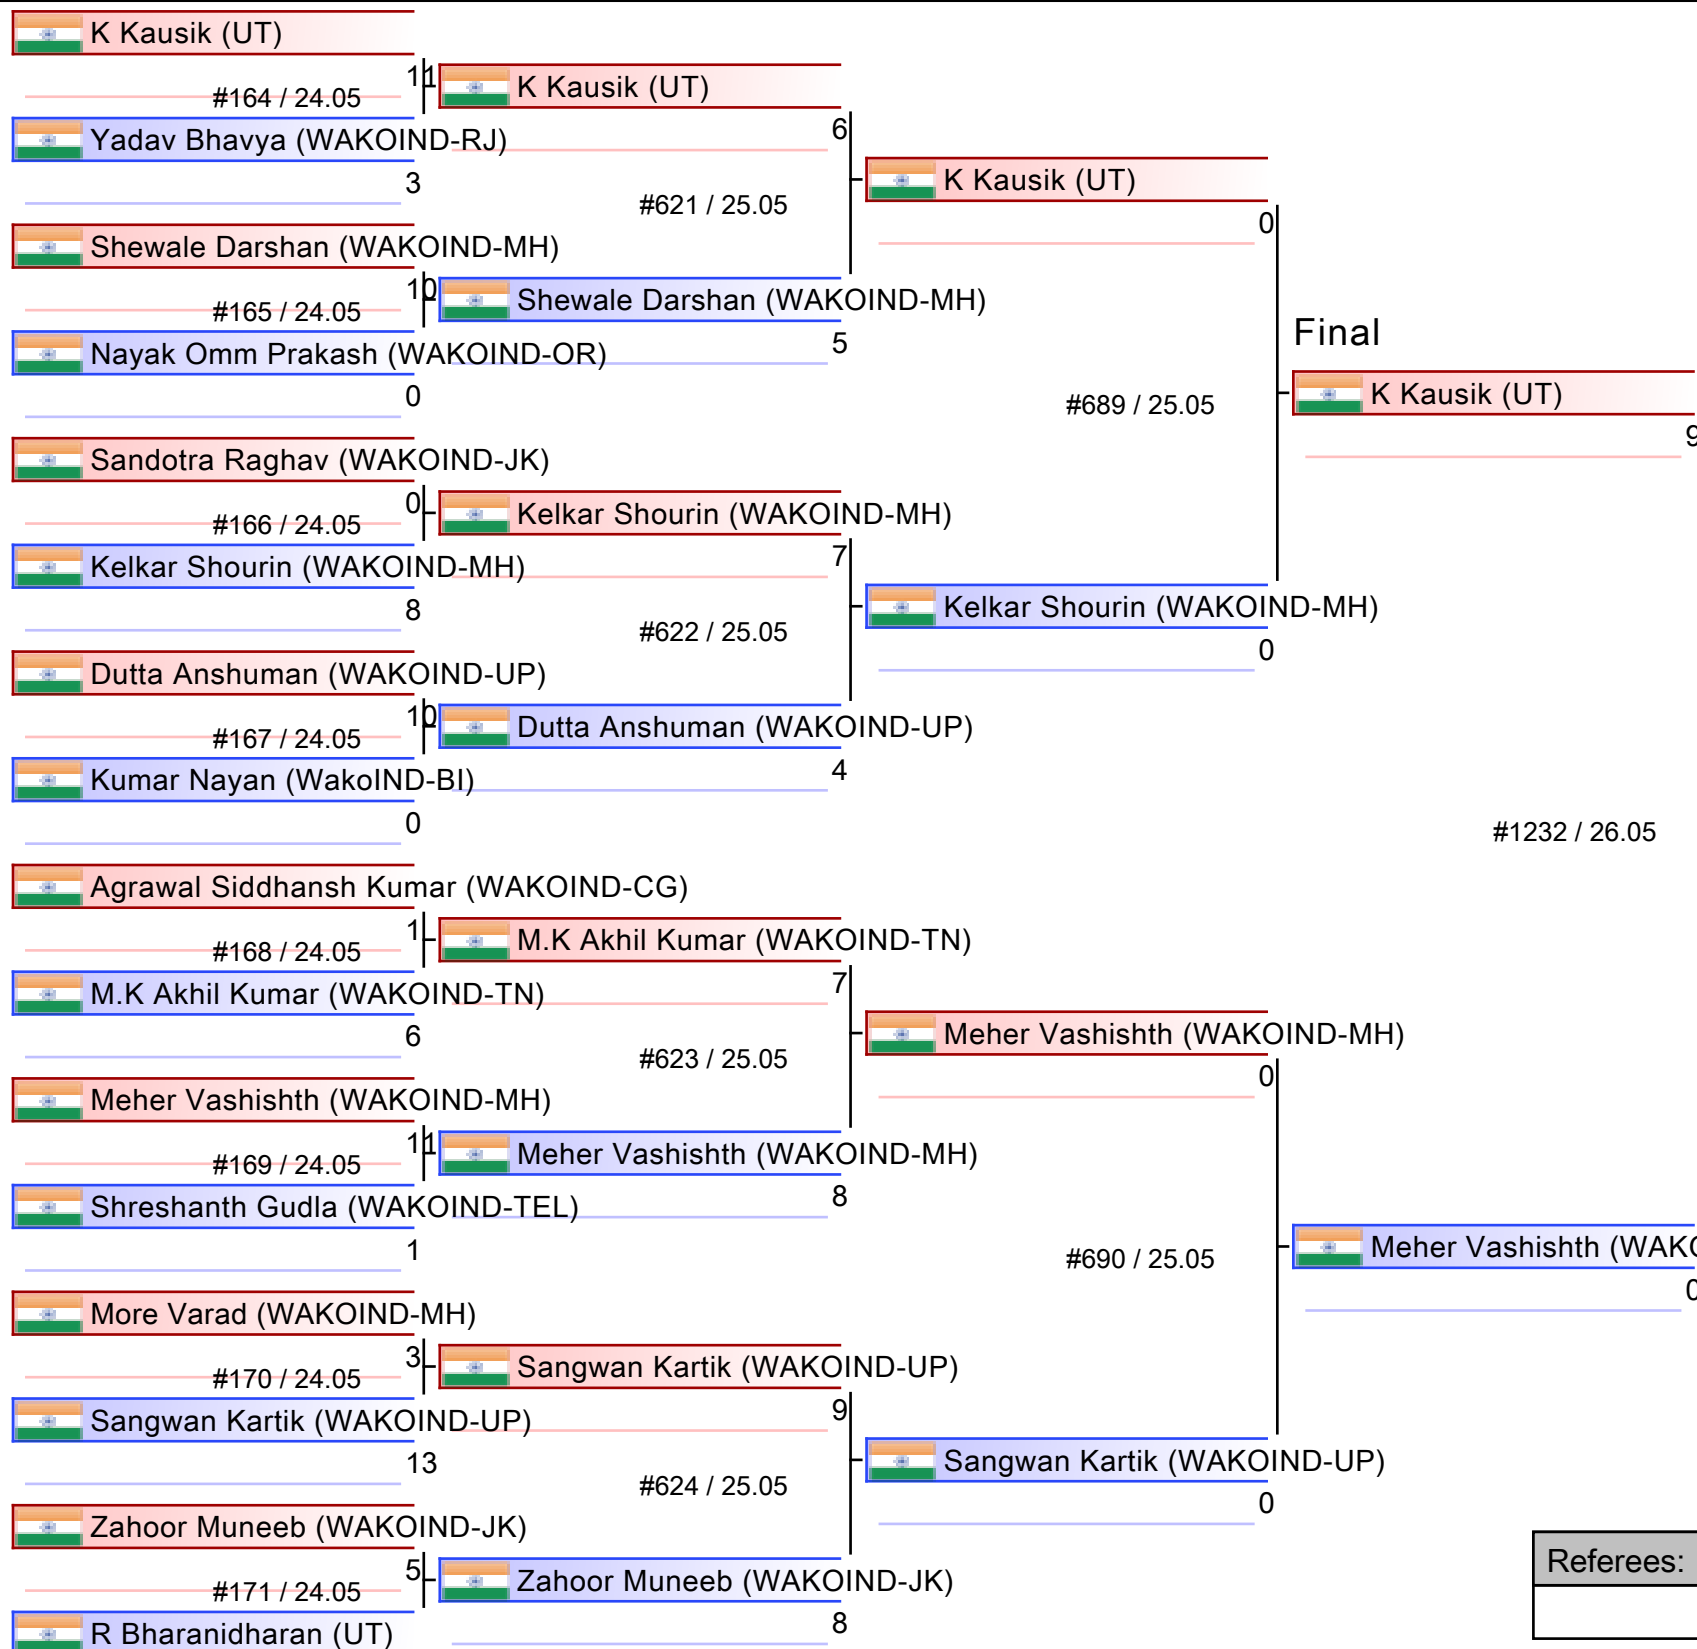 K Kausik (UT)
11
#164 / 24.05
Yadav Bhavya (WAKOIND-RJ)
3
Shewale Darshan (WAKOIND-MH)
10
#165 / 24.05
Nayak Omm Prakash (WAKOIND-OR)
0
Sandotra Raghav (WAKOIND-JK)
0
#166 / 24.05
Kelkar Shourin (WAKOIND-MH)
8
Dutta Anshuman (WAKOIND-UP)
10
#167 / 24.05
Kumar Nayan (WakoIND-BI)
0
Agrawal Siddhansh Kumar (WAKOIND-CG)
1
#168 / 24.05
M.K Akhil Kumar (WAKOIND-TN)
6
Meher Vashishth (WAKOIND-MH)
11
#169 / 24.05
Shreshanth Gudla (WAKOIND-TEL)
1
More Varad (WAKOIND-MH)
3
#170 / 24.05
Sangwan Kartik (WAKOIND-UP)
13
Zahoor Muneeb (WAKOIND-JK)
5
#171 / 24.05
R Bharanidharan (UT)
K Kausik (UT)
6
#621 / 25.05
Shewale Darshan (WAKOIND-MH)
5
Kelkar Shourin (WAKOIND-MH)
7
#622 / 25.05
Dutta Anshuman (WAKOIND-UP)
4
M.K Akhil Kumar (WAKOIND-TN)
7
#623 / 25.05
Meher Vashishth (WAKOIND-MH)
8
Sangwan Kartik (WAKOIND-UP)
9
#624 / 25.05
Zahoor Muneeb (WAKOIND-JK)
8
K Kausik (UT)
0
#689 / 25.05
Kelkar Shourin (WAKOIND-MH)
0
Meher Vashishth (WAKOIND-MH)
0
#690 / 25.05
Sangwan Kartik (WAKOIND-UP)
0
Final
K Kausik (UT)
9
#1232 / 26.05
Meher Vashishth (WAKO
0
Referees: